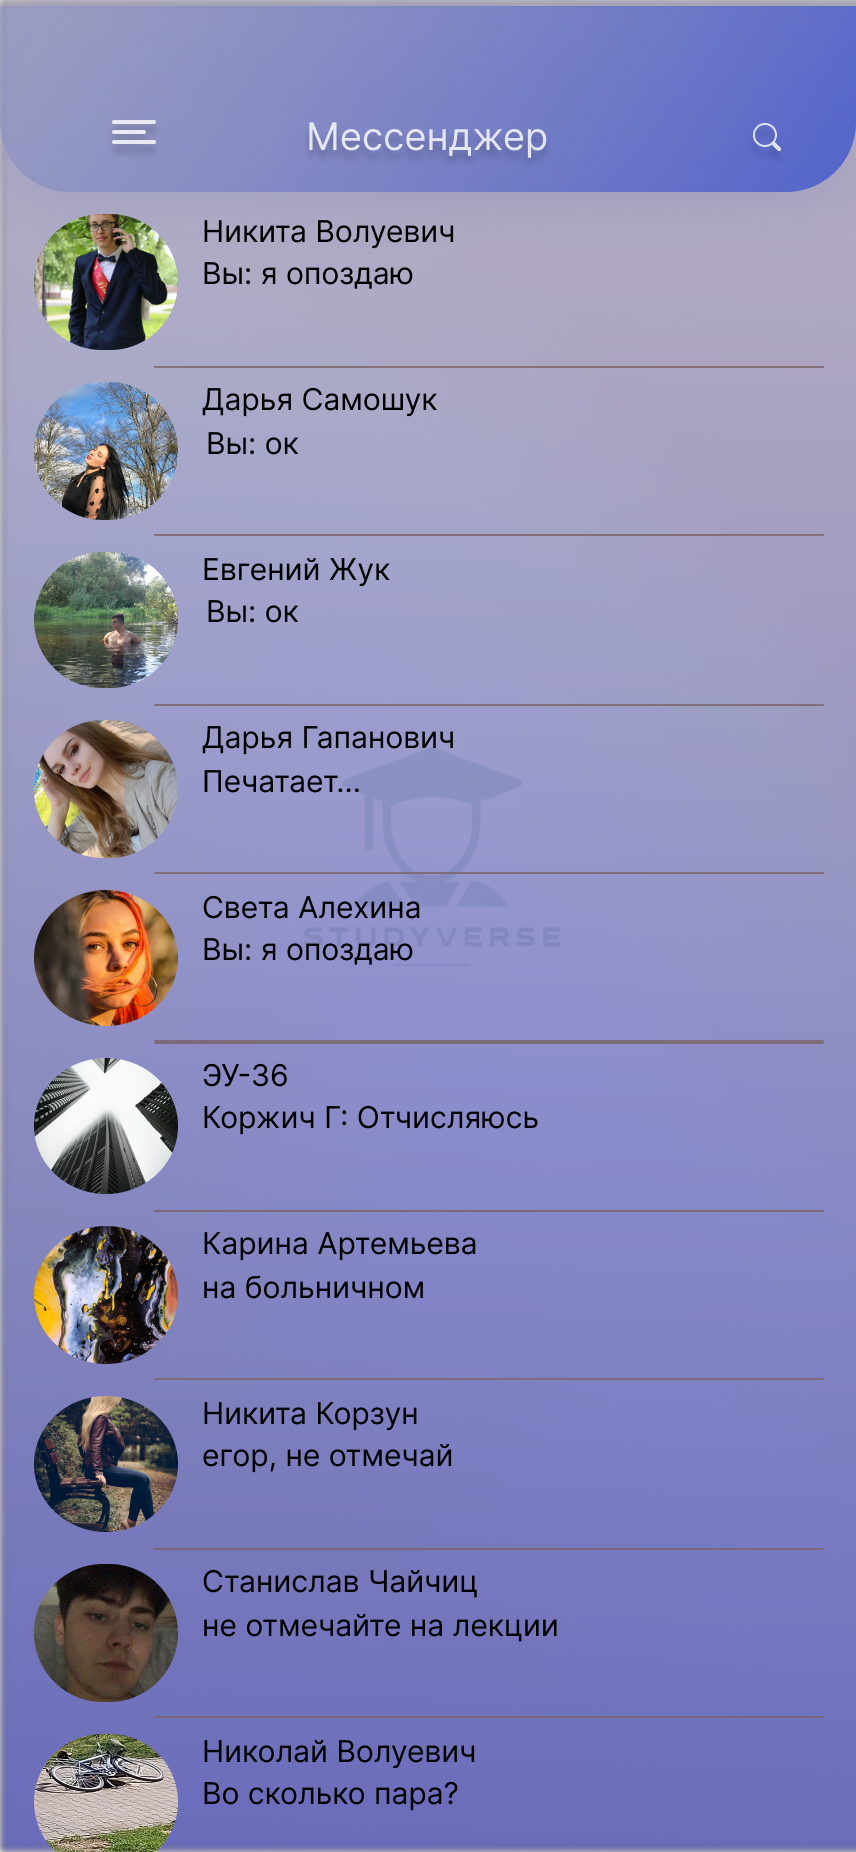 Мессенджер
Никита Волуевич
Вы: я опоздаю
Дарья Самошук
Вы: ок
Евгений Жук
Вы: ок
Дарья Гапанович
Печатает...
Света Алехина
STUDYVERSE
Вы: я опоздаю
ЭУ-36
Коржич Г: Отчисляюсь
Карина Артемьева
на больничном
Никита Корзун
егор, не отмечай
Станислав Чайчиц
не отмечайте на лекции
Николай Волуевич
Во сколько пара?